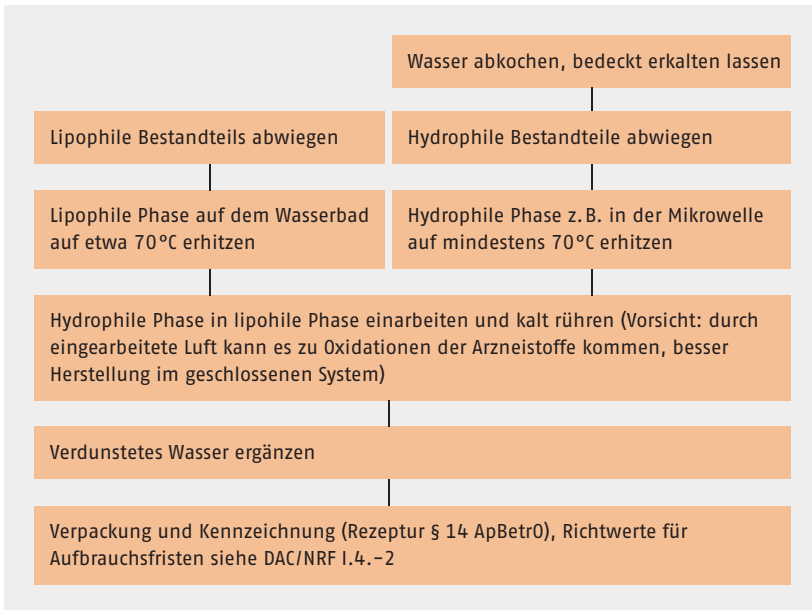 Wasser abkochen, bedeckt erkalten lassen
Lipophile Bestandteils abwiegen
Hydrophile Bestandteile abwiegen
Lipophile Phase auf dem Wasserbad
auf etwa 70°C erhitzen
Hydrophile Phase z. B. in der Mikrowelle
auf mindestens 70°C erhitzen
Hydrophile Phase in lipohile Phase einarbeiten und kalt rühren (Vorsicht: durch
eingearbeitete Luft kann es zu Oxidationen der Arzneistoffe kommen, besser
Herstellung im geschlossenen System)
Verdunstetes Wasser ergänzen
Verpackung und Kennzeichnung (Rezeptur § 14 ApBetrO), Richtwerte für
Aufbrauchsfristen siehe DAC/NRF I.4.-2